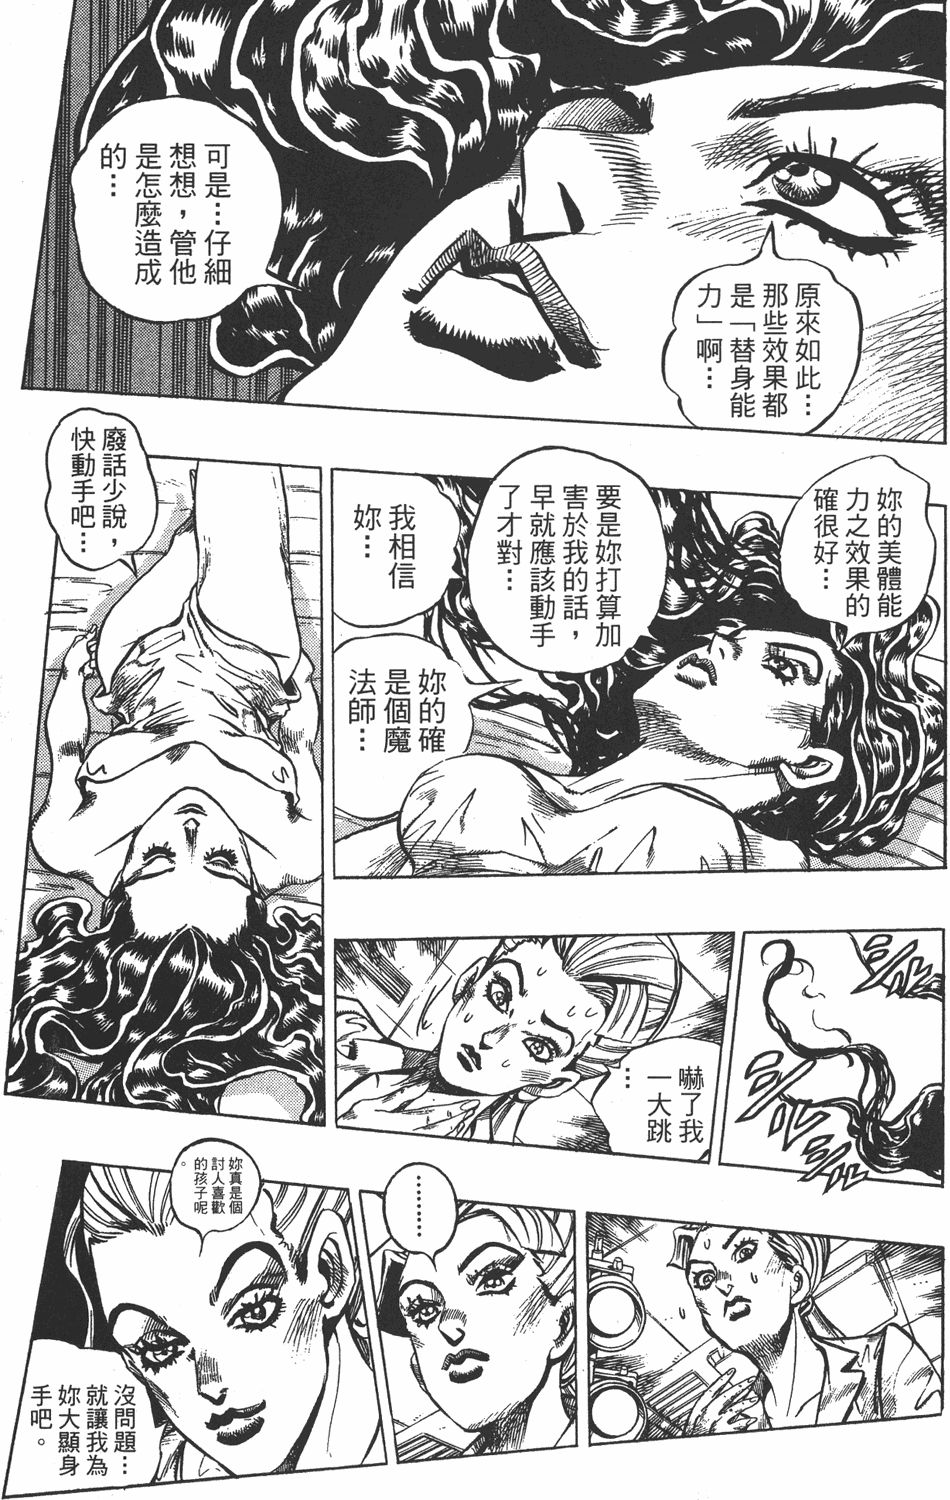 原來如此…
那些效果都
是「替身能
力」啊…
可是…仔細
想想，管他
是怎麼造成
的…
妳的美體能
力之效果的
確很好…
要是妳打算加
害於我的話，
早就應該動手
了才對…
我相信
妳…
妳的確
是個魔
法師…
廢話少說，
快動手吧…
嚇了我
一大跳
…
………
妳真是個
討人喜歡
的孩子呢
。
沒問題…
就讓我為
妳大顯身
手吧。